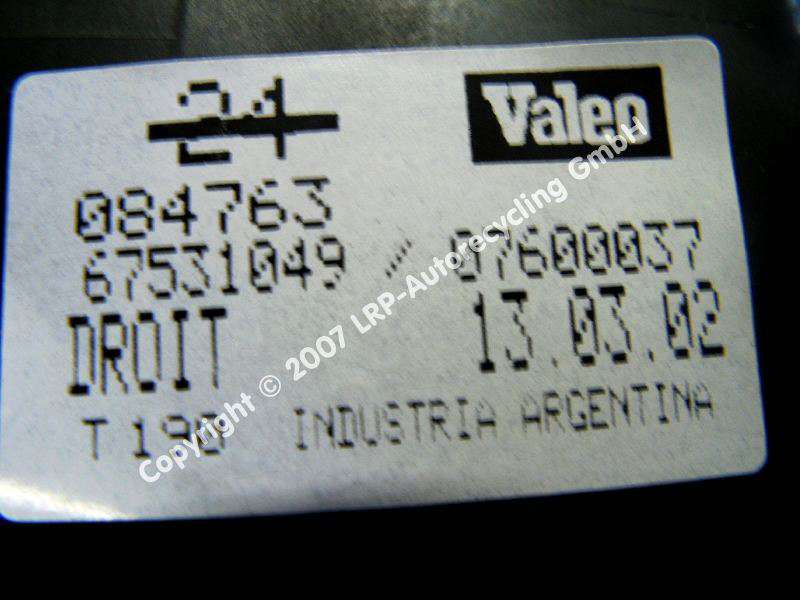 24 Valeo
084763
67531049 / 07600037
DROIT 13.03.02
T 190 INDUSTRIA ARGENTINA
Copyright © 2007 LRP-Autorecycling GmbH